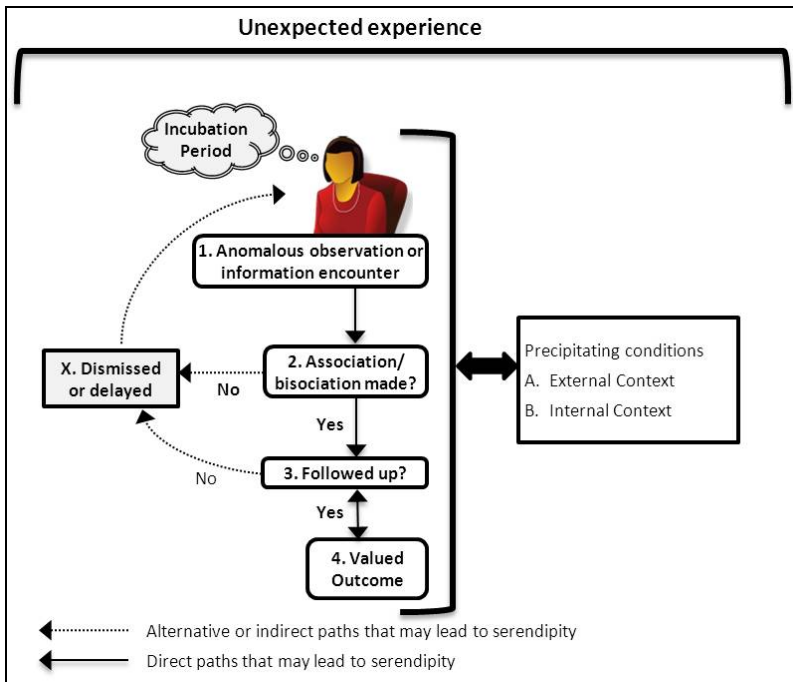 Unexpected experience
Incubation
Period
1. Anomalous observation or
information encounter
X. Dismissed
or delayed
No
2. Association/
bisociation made?
Yes
No
3. Followed up?
Yes
4. Valued
Outcome
Precipitating conditions
A. External Context
B. Internal Context
Alternative or indirect paths that may lead to serendipity
Direct paths that may lead to serendipity